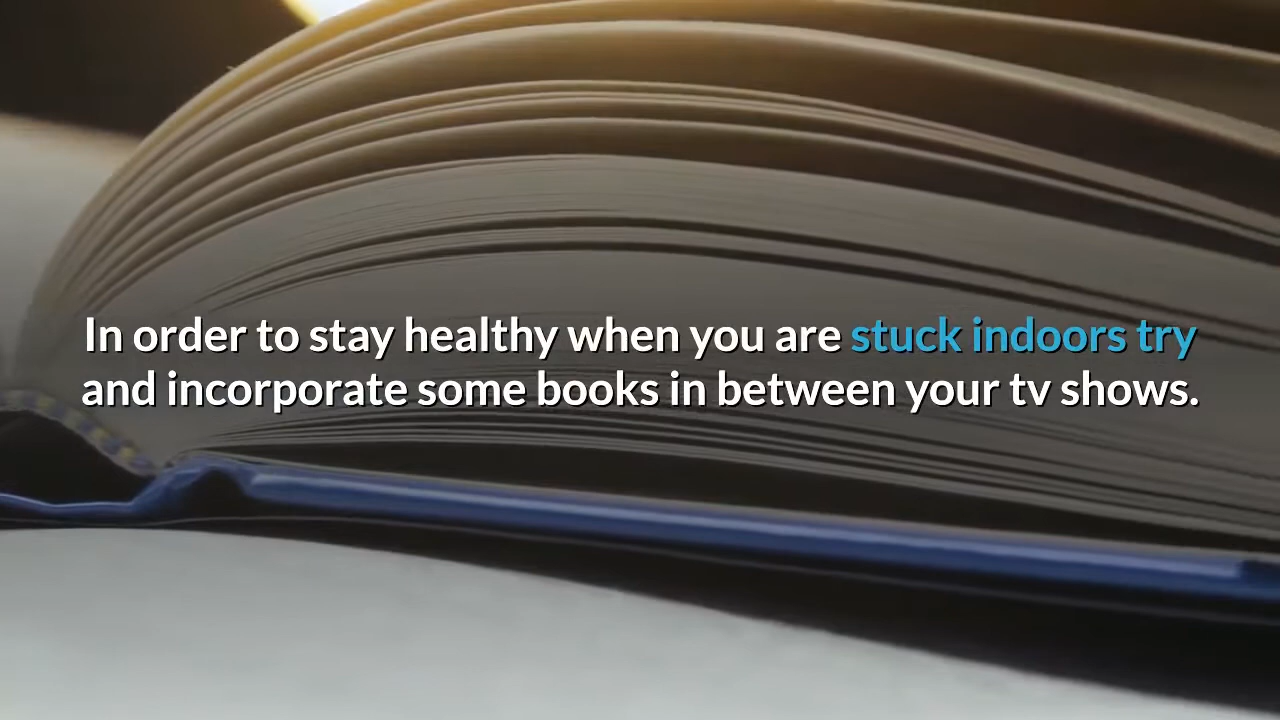 In order to stay healthy when you are stuck indoors try
and incorporate some books in between your tv shows.